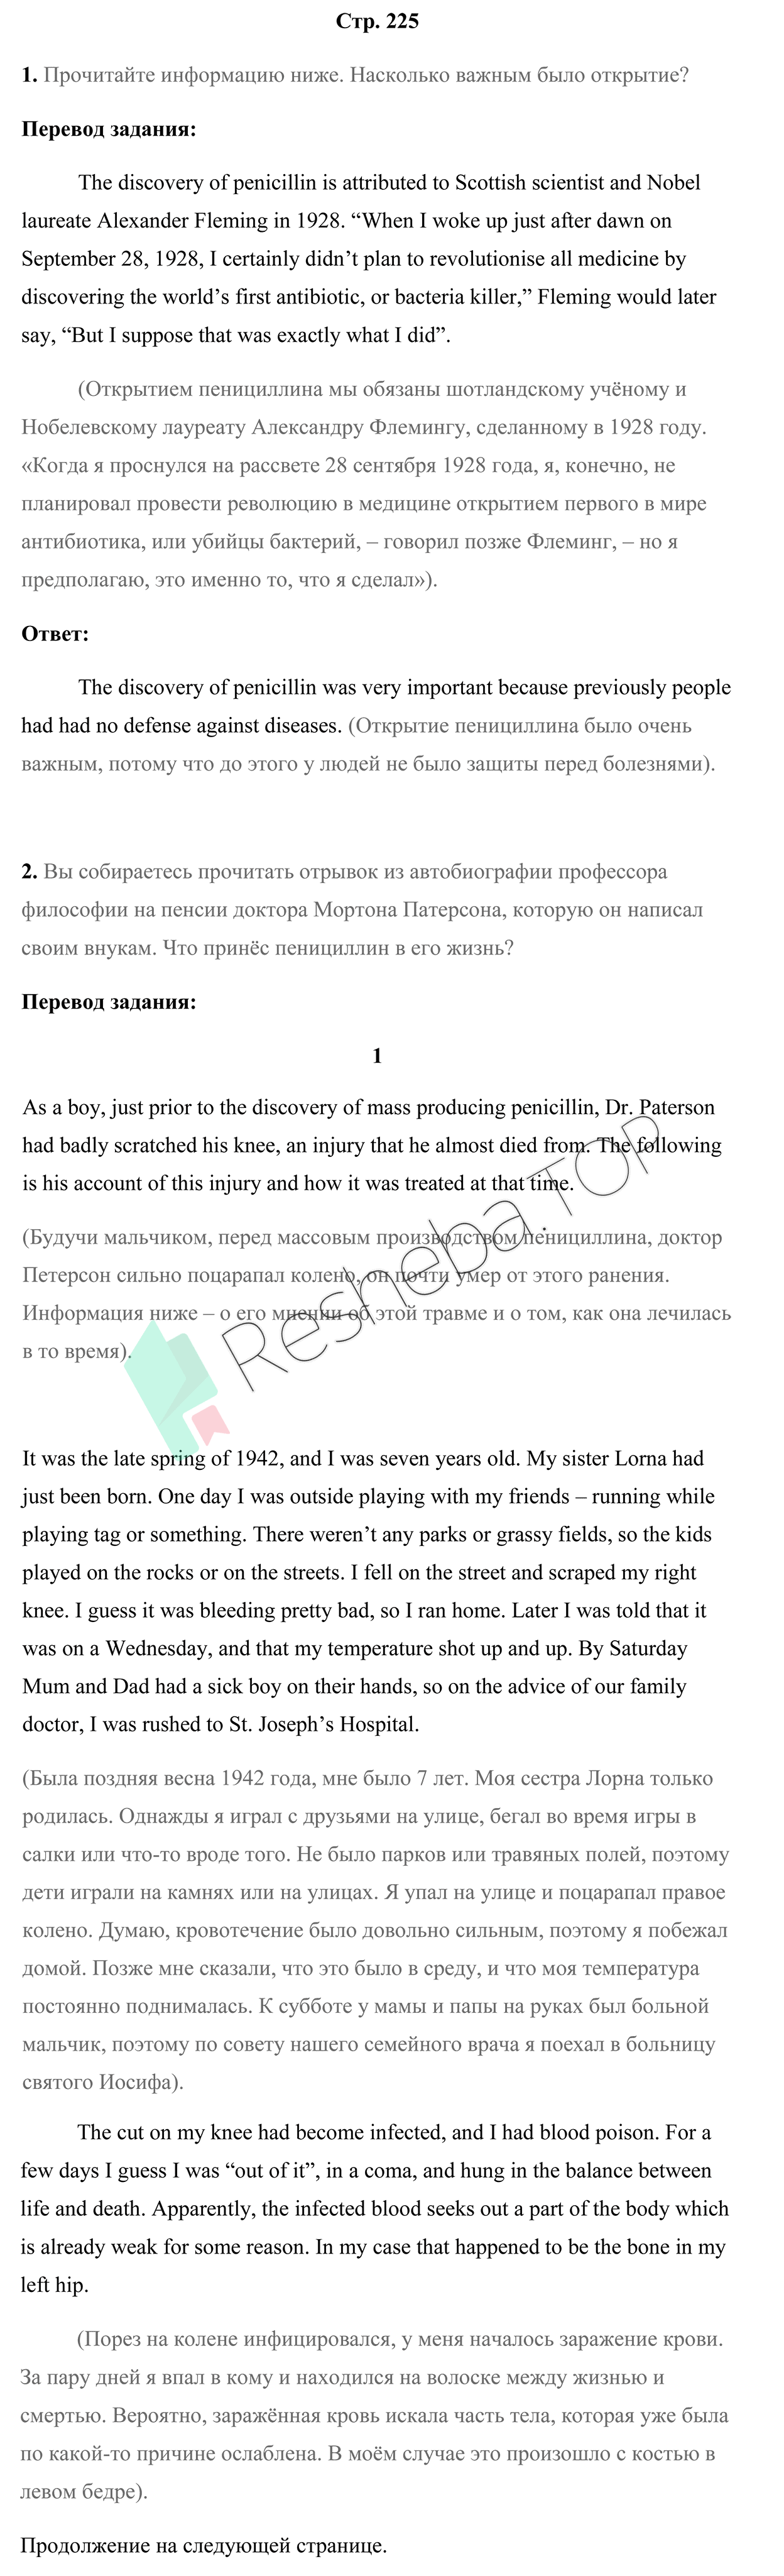 Стр. 225
1. Прочитайте информацию ниже. Насколько важным было открытие?
Перевод задания:
The discovery of penicillin is attributed to Scottish scientist and Nobel
laureate Alexander Fleming in 1928. “When I woke up just after dawn on
September 28, 1928, I certainly didn’t plan to revolutionise all medicine by
discovering the world’s first antibiotic, or bacteria killer,” Fleming would later
say, “But I suppose that was exactly what I did”.
(Открытием пенициллина мы обязаны шотландскому учёному и
Нобелевскому лауреату Александру Флемингу, сделанному в 1928 году.
«Когда я проснулся на рассвете 28 сентября 1928 года, я, конечно, не
планировал провести революцию в медицине открытием первого в мире
антибиотика, или убийцы бактерий, – говорил позже Флеминг, – но я
предполагаю, это именно то, что я сделал»).
Ответ:
The discovery of penicillin was very important because previously people
had had no defense against diseases. (Открытие пенициллина было очень
важным, потому что до этого у людей не было защиты перед болезнями).
2. Вы собираетесь прочитать отрывок из автобиографии профессора
философии на пенсии доктора Мортона Патерсона, которую он написал
своим внукам. Что принёс пенициллин в его жизнь?
Перевод задания:
1
As a boy, just prior to the discovery of mass producing penicillin, Dr. Paterson
had badly scratched his knee, an injury that he almost died from. The following
is his account of this injury and how it was treated at that time.
(Будучи мальчиком, перед массовым производством пенициллина, доктор
Петерсон сильно поцарапал колено, он почти умер от этого ранения.
Информация ниже – о его мнении об этой травме и о том, как она лечилась
в то время).
Resheba.TOP
It was the late spring of 1942, and I was seven years old. My sister Lorna had
just been born. One day I was outside playing with my friends – running while
playing tag or something. There weren’t any parks or grassy fields, so the kids
played on the rocks or on the streets. I fell on the street and scraped my right
knee. I guess it was bleeding pretty bad, so I ran home. Later I was told that it
was on a Wednesday, and that my temperature shot up and up. By Saturday
Mum and Dad had a sick boy on their hands, so on the advice of our family
doctor, I was rushed to St. Joseph’s Hospital.
(Была поздняя весна 1942 года, мне было 7 лет. Моя сестра Лорна только
родилась. Однажды я играл с друзьями на улице, бегал во время игры в
салки или что-то вроде того. Не было парков или травяных полей, поэтому
дети играли на камнях или на улицах. Я упал на улице и поцарапал правое
колено. Думаю, кровотечение было довольно сильным, поэтому я побежал
домой. Позже мне сказали, что это было в среду, и что моя температура
постоянно поднималась. К субботе у мамы и папы на руках был больной
мальчик, поэтому по совету нашего семейного врача я поехал в больницу
святого Иосифа).
The cut on my knee had become infected, and I had blood poison. For a
few days I guess I was “out of it”, in a coma, and hung in the balance between
life and death. Apparently, the infected blood seeks out a part of the body which
is already weak for some reason. In my case that happened to be the bone in my
left hip.
(Порез на колене инфицировался, у меня началось заражение крови.
За пару дней я впал в кому и находился на волоске между жизнью и
смертью. Вероятно, заражённая кровь искала часть тела, которая уже была
по какой-то причине ослаблена. В моём случае это произошло с костью в
левом бедре).
Продолжение на следующей странице.